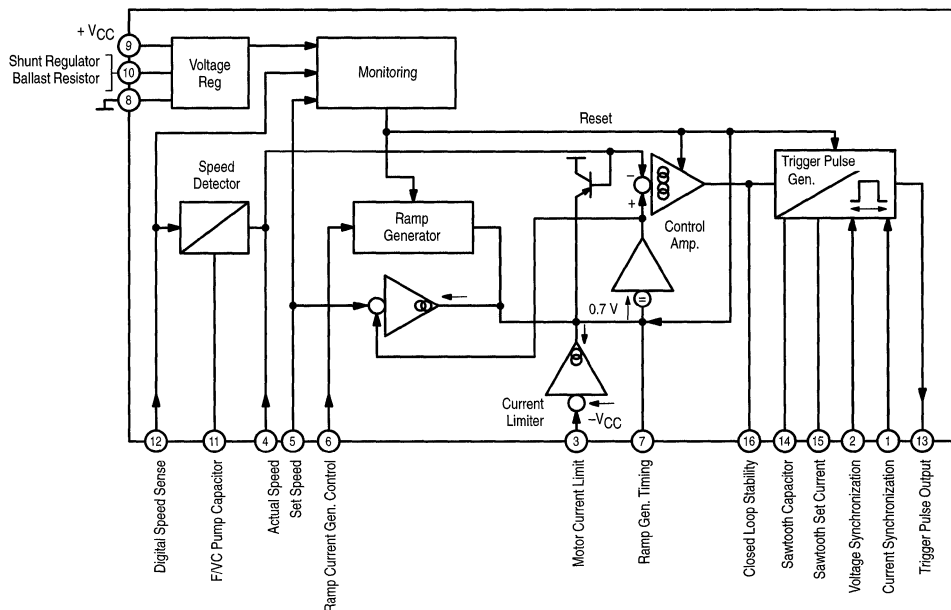 + VCC
9
Shunt Regulator
Ballast Resistor
10
8
Voltage
Reg
Monitoring
Reset
Speed
Detector
Ramp
Generator
–
+
Control
Amp.
Trigger Pulse
Gen.
0.7 V
=
Current
Limiter
–VCC
12
11
4
5
6
3
7
16
14
15
2
1
13
Digital Speed Sense
F/VC Pump Capacitor
Actual Speed
Set Speed
Ramp Current Gen. Control
Motor Current Limit
Ramp Gen. Timing
Closed Loop Stability
Sawtooth Capacitor
Sawtooth Set Current
Voltage Synchronization
Current Synchronization
Trigger Pulse Output